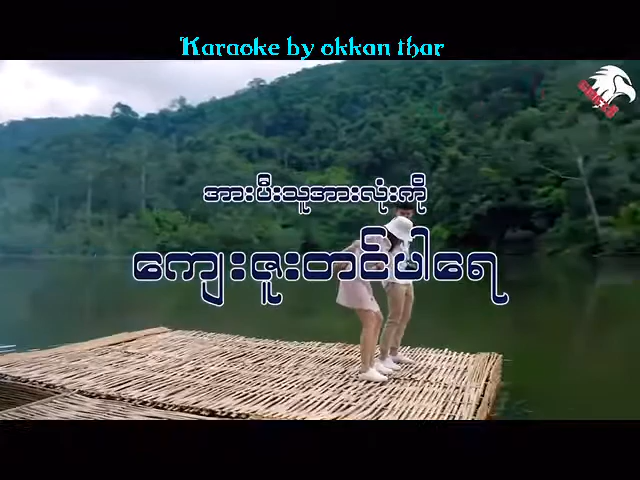 Karaoke by okkan thar
အားပီးသူအားလုံးကို
ကျေးဇူးတင်ပါရေ